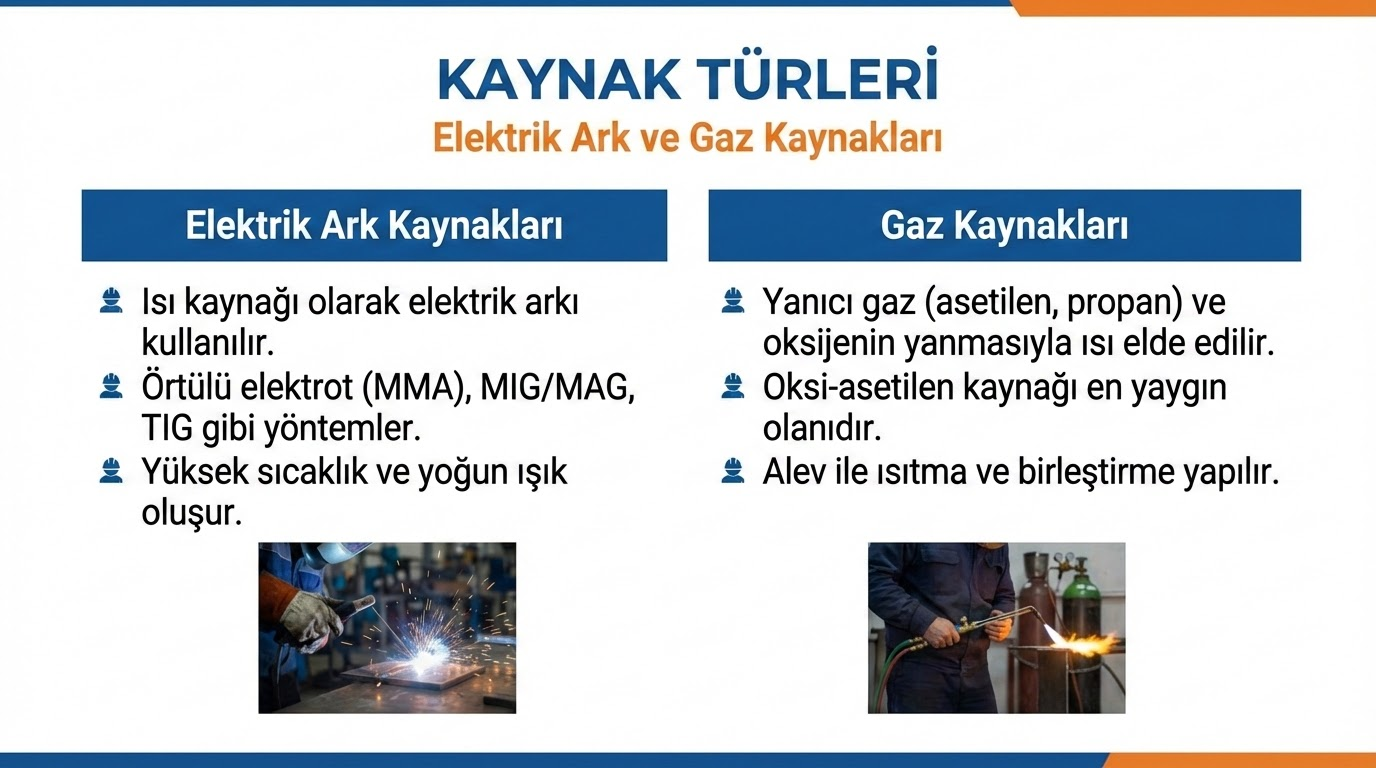 KAYNAK TÜRLERİ
Elektrik Ark ve Gaz Kaynakları
Elektrik Ark Kaynakları
Isı kaynağı olarak elektrik arkı
kullanılır.
Örtülü elektrot (MMA), MIG/MAG,
TIG gibi yöntemler.
Yüksek sıcaklık ve yoğun ışık
oluşur.
Gaz Kaynakları
Yanıcı gaz (asetilen, propan) ve
oksijenin yanmasıyla ısı elde edilir.
Oksi-asetilen kaynağı en yaygın
olanıdır.
Alev ile ısıtma ve birleştirme yapılır.